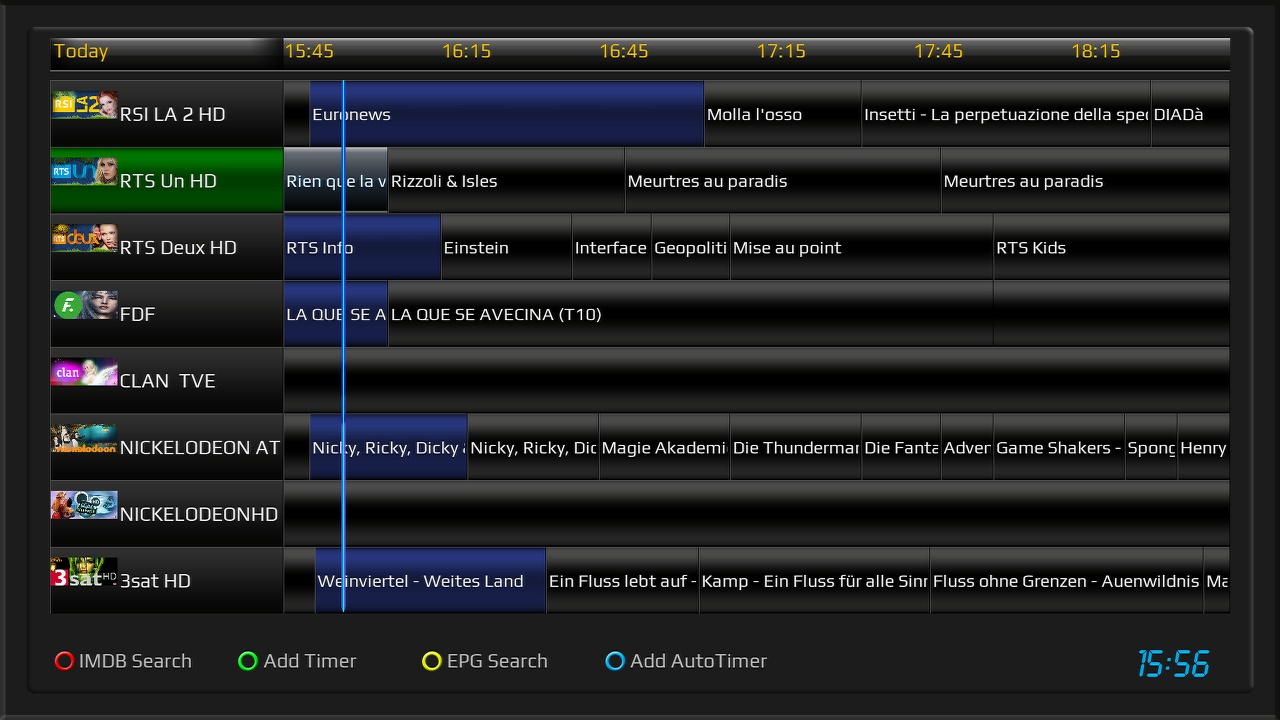 Today 15:45 16:15 16:45 17:15 17:45 18:15
RSI LA 2 HD Euronews Molla l'osso Insetti - La perpetuazione della spec DIADà
RTS Un HD Rien que la v Rizzoli & Isles Meurtres au paradis Meurtres au paradis
RTS Deux HD RTS Info Einstein Interface Geopoliti Mise au point RTS Kids
FDF LA QUE SE A LA QUE SE AVECINA (T10)
clan CLAN TVE
NICKELODEON AT Nicky, Ricky, Dicky Nicky, Ricky, Dic Magie Akademi Die Thunderman Die Fanta Adven Game Shakers - Spong Henry
NICKELODEONHD
3sat HD 3sat HD Weinviertel - Weites Land Ein Fluss lebt auf - Kamp - Ein Fluss für alle Sinn Fluss ohne Grenzen - Auenwildnis Ma
IMDB Search Add Timer EPG Search Add AutoTimer 15:56